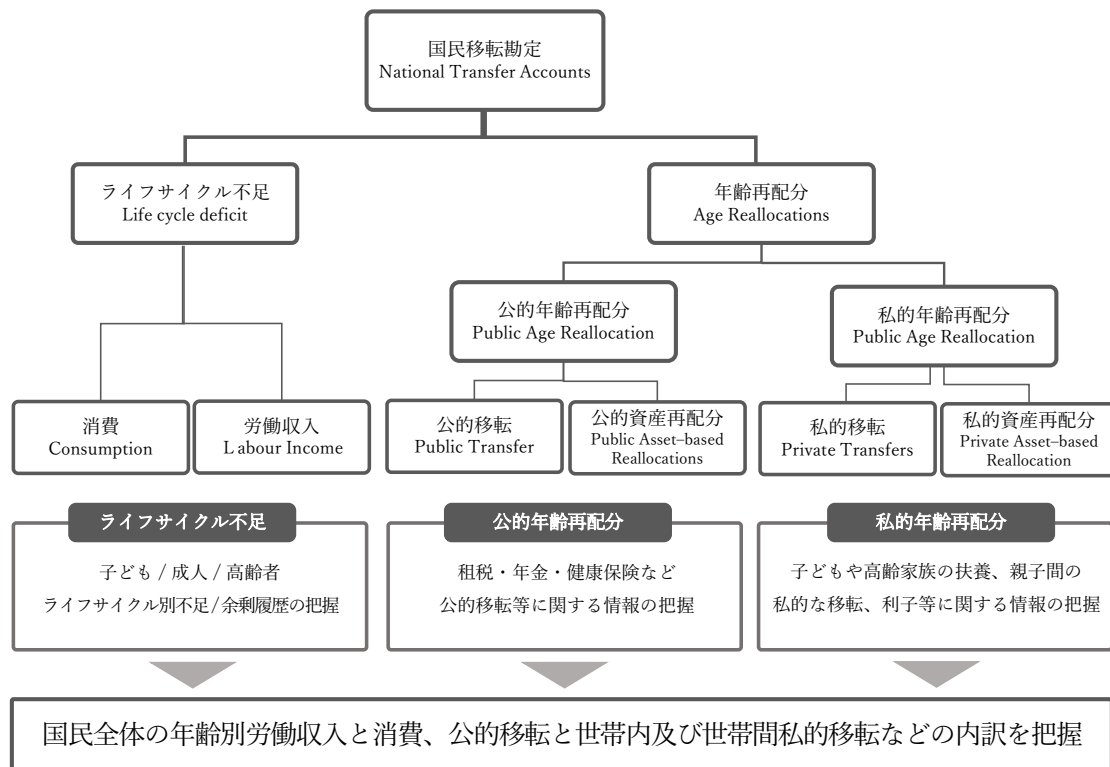 国民移転勘定
National Transfer Accounts
ライフサイクル不足
Life cycle deficit
年齢再配分
Age Reallocations
公的年齢再配分
Public Age Reallocation
私的年齢再配分
Public Age Reallocation
消費
Consumption
労働収入
Labour Income
公的移転
Public Transfer
公的資産再配分
Public Asset–based
Reallocations
私的移転
Private Transfers
私的資産再配分
Private Asset–based
Reallocation
ライフサイクル不足
子ども / 成人 / 高齢者
ライフサイクル別不足/余剰履歴の把握
公的年齢再配分
租税・年金・健康保険など
公的移転等に関する情報の把握
私的年齢再配分
子どもや高齢家族の扶養、親子間の
私的な移転、利子等に関する情報の把握
国民全体の年齢別労働収入と消費、公的移転と世帯内及び世帯間私的移転などの内訳を把握